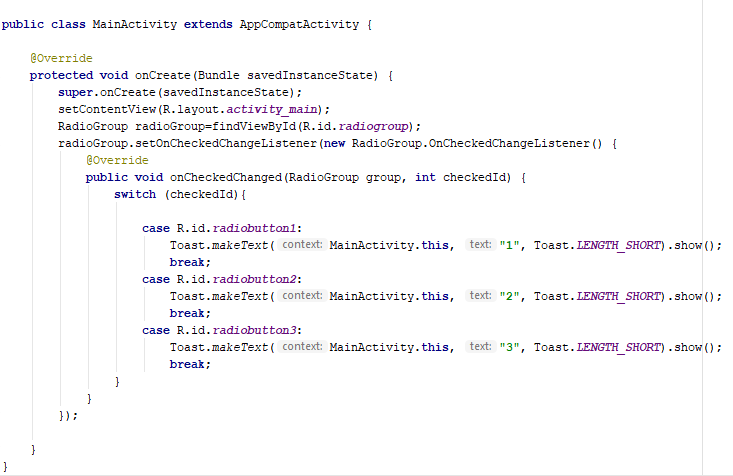 public class MainActivity extends AppCompatActivity {
@Override
protected void onCreate(Bundle savedInstanceState) {
super.onCreate(savedInstanceState);
setContentView(R.layout.activity_main);
RadioGroup radioGroup=findViewById(R.id.radiogroup);
radioGroup.setOnCheckedChangeListener(new RadioGroup.OnCheckedChangeListener() {
@Override
public void onCheckedChanged(RadioGroup group, int checkedId) {
switch (checkedId){
case R.id.radiobutton1:
Toast.makeText( context: MainActivity.this, text: "1", Toast.LENGTH_SHORT).show();
break;
case R.id.radiobutton2:
Toast.makeText( context: MainActivity.this, text: "2", Toast.LENGTH_SHORT).show();
break;
case R.id.radiobutton3:
Toast.makeText( context: MainActivity.this, text: "3", Toast.LENGTH_SHORT).show();
break;
}
}
});
}
}